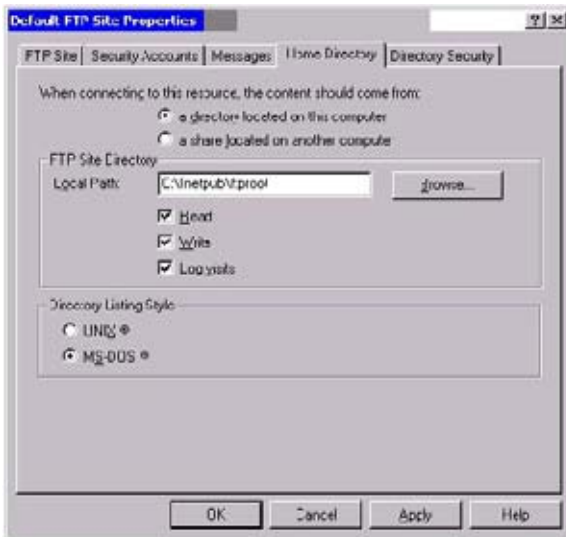 Default FTP Site Properties
FTP Site Security Accounts Messages Home Directory Directory Security
When connecting to this resource, the content should come from:
a directory located on this computer
a share located on another computer
FTP Site Directory
Local Path: C:\Inetpub\ftproot Browse...
Read
Write
Log visits
Directory Listing Style
UNIX ®
MS-DOS ®
OK Cancel Apply Help